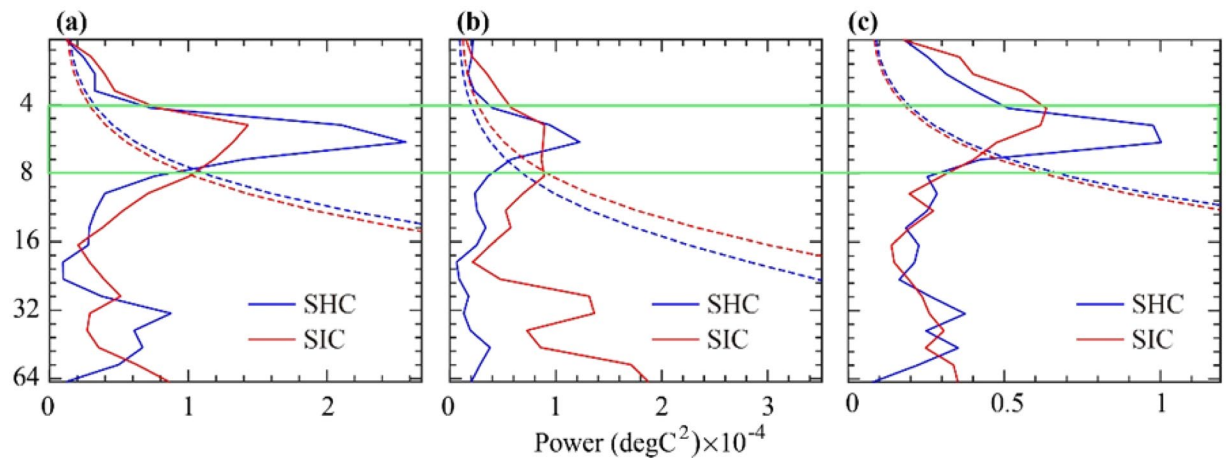 (a) (b) (c)
4
8
16
32
64
SHC
SIC
SHC
SIC
SHC
SIC
0 1 2 0 1 2 3 0 0.5 1
Power (degC²)×10⁻⁴